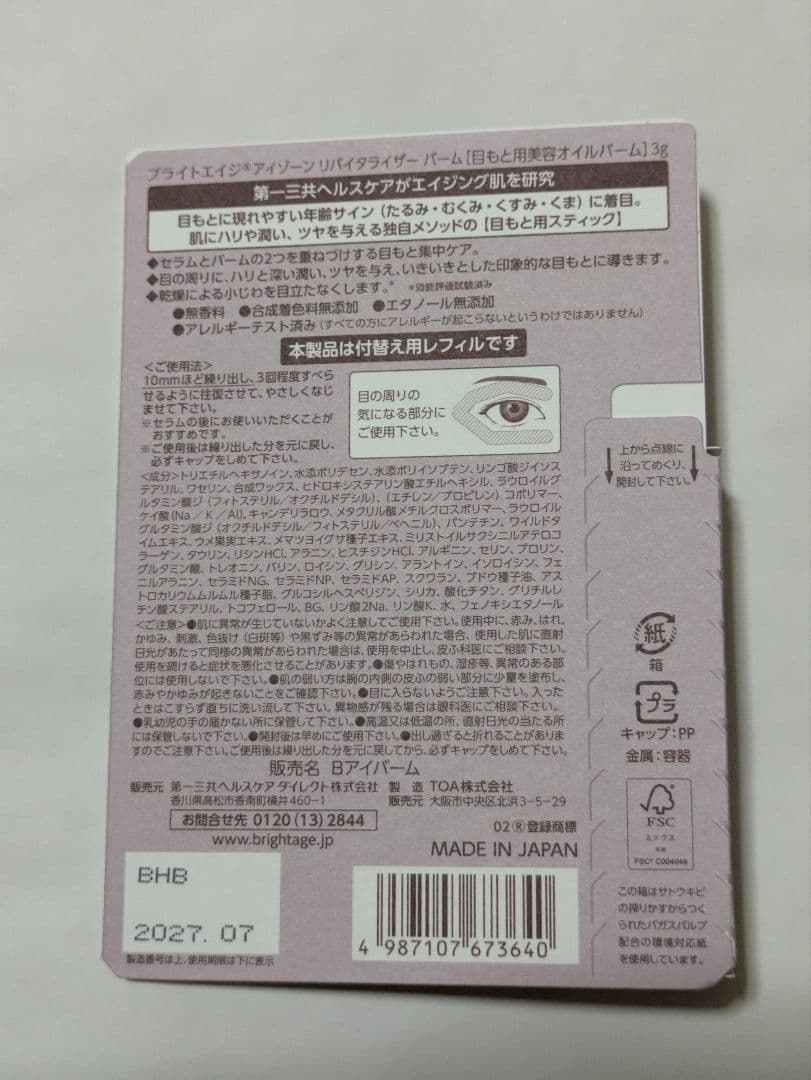 ブライトエイジ®アイゾーン リバイタライザー バーム [目もと用美容オイルバーム] 3g
第一三共ヘルスケアがエイジング肌を研究
目もとに現れやすい年齢サイン (たるみ・むくみ・くすみ・くま) に着目。
肌にハリや潤い、ツヤを与える独自メソッドの【目もと用スティック】
◆セラムとバームの2つを重ねづけする目もと集中ケア。
◆目の周りに、ハリと深い潤い、ツヤを与え、いきいきとした印象的な目もとに導きます。
◆乾燥による小じわを目立たなくします。* *効能評価試験済み
●無香料 ●合成着色料無添加 ●エタノール無添加
●アレルギーテスト済み (すべての方にアレルギーが起こらないというわけではありません)
本製品は付替え用レフィルです
<ご使用法>
10mmほど繰り出し、3回程度すべら
せるように往復させて、やさしくなじ
ませて下さい。
※セラムの後にお使いいただくことが
おすすめです。
※ご使用後は繰り出した分を元に戻し、
必ずキャップをしめて下さい。
目の周りの
気になる部分に
ご使用下さい。
<成分>トリエチルヘキサノイン、水添ポリデセン、水添ポリイソブテン、リンゴ酸ジイソス
テアリル、ワセリン、合成ワックス、ヒドロキシステアリン酸エチルヘキシル、ラウロイルグ
ルタミン酸ジ (フィトステリル/オクチルドデシル)、(エチレン/プロピレン) コポリマー、
ケイ酸(Na/K/Al)、キャンデリラロウ、メタクリル酸メチルクロスポリマー、ラウロイル
グルタミン酸ジ (オクチルドデシル/フィトステリル/ベヘニル)、パンテチン、ワイルドタ
イムエキス、ウメ果実エキス、メマツヨイグサ種子エキス、ミリストイルサクシニルアテロコ
ラーゲン、タウリン、リシンHCl、アラニン、ヒスチジンHCl、アルギニン、セリン、プロリン、
グルタミン酸、トレオニン、バリン、ロイシン、グリシン、アラントイン、イソロイシン、フェ
ニルアラニン、セラミドNG、セラミドNP、セラミドAP、スクワラン、ブドウ種子油、アス
トロカリウムムルムル種子脂、グルコシルヘスペリジン、シリカ、酸化チタン、グリチルレ
チン酸ステアリル、トコフェロール、BG、リン酸2Na、リン酸K、水、フェノキシエタノール
<ご注意>●肌に異常が生じていないかよく注意してご使用下さい。使用中に、赤み、はれ、
かゆみ、刺激、色抜け (白斑等) や黒ずみ等の異常があらわれた場合、使用した肌に直射
日光があたって同様の異常があらわれた場合は、使用を中止し、皮ふ科医にご相談下さい。
使用を続けると症状を悪化させることがあります。●傷やはれもの、湿疹等、異常のある部
位には使用しないで下さい。●肌の弱い方は腕の内側の皮ふの弱い部分に少量を塗布し、
赤みやかゆみが起きないことをご確認下さい。●目に入らないようご注意下さい。入った
ときはこすらず直ちに洗い流して下さい。異物感が残る場合は眼科医にご相談下さい。
●乳幼児の手の届かない所に保管して下さい。●高温又は低温の所、直射日光の当たる所
には保管しないで下さい。●開封後は早めにご使用下さい。●出し過ぎると折れることがありま
すのでご注意下さい。ご使用後は繰り出した分を元に戻してから、必ずキャップをしめて下さい。
販売名 Bアイバーム
販売元 第一三共ヘルスケア ダイレクト株式会社
香川県高松市香南町横井460-1
製造販売元 TOA株式会社
大阪市中央区北浜3-5-29
お問合せ先 0120 (13) 2844
www.brightage.jp
02 ®登録商標
MADE IN JAPAN
BHB
2027. 07
製造番号は上、使用期限は下に表示
4 987107 673640
上から点線に
沿ってめくり、
開封して下さい。
紙
箱
プラ
キャップ:PP
金属:容器
FSC
ミックス
FSC® C004048
この箱はサトウキビ
の搾りかすからつく
られたバガスパルプ
配合の環境対応紙
を使用しています。